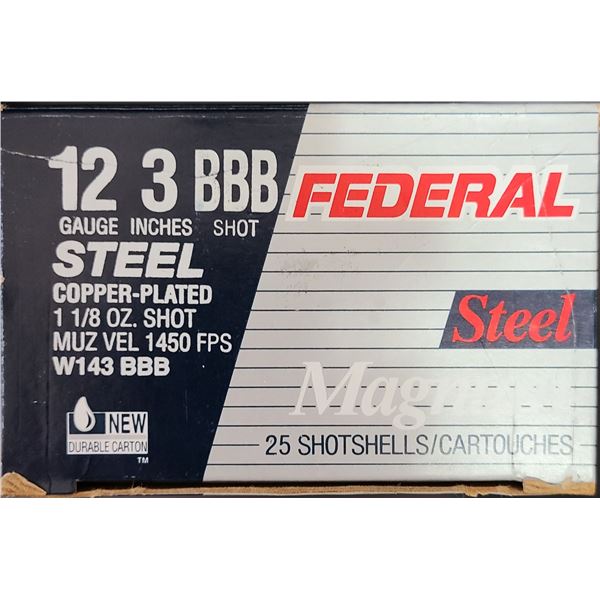 12 3 BBB
GAUGE INCHES SHOT
STEEL
COPPER-PLATED
1 1/8 OZ. SHOT
MUZ VEL 1450 FPS
W143 BBB
NEW
DURABLE CARTON
TM
FEDERAL
Steel
25 SHOTSHELLS/CARTOUCHES